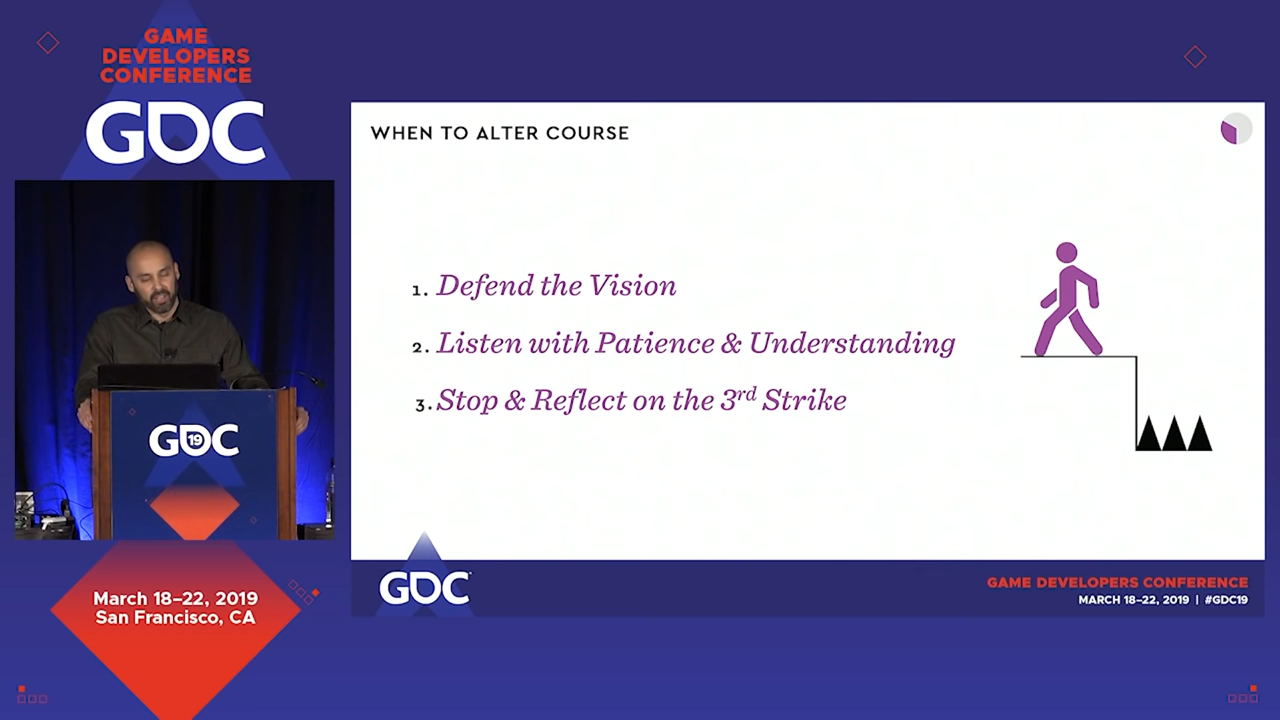 GAME
DEVELOPERS
CONFERENCE
GDC
WHEN TO ALTER COURSE
1. Defend the Vision
2. Listen with Patience & Understanding
3. Stop & Reflect on the 3rd Strike
GDC 19
March 18–22, 2019
San Francisco, CA
GDC
GAME DEVELOPERS CONFERENCE
MARCH 18–22, 2019 | #GDC19